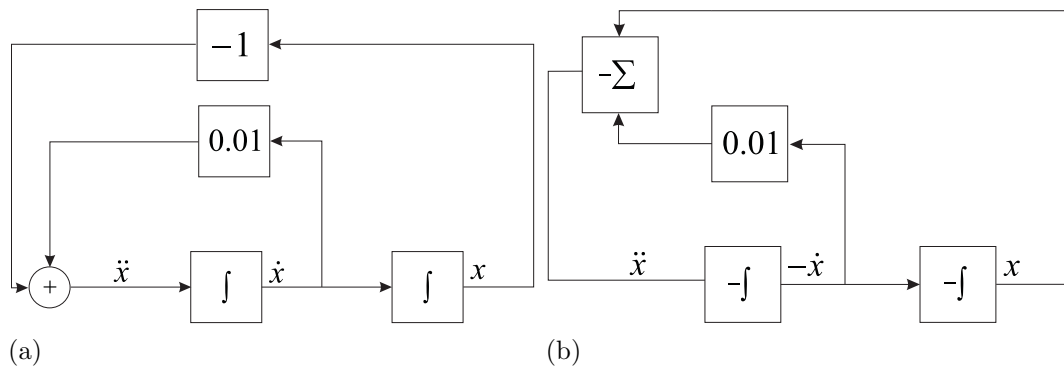 −1
-Σ
0.01
0.01
+
ẍ
∫
ẋ
∫
x
ẍ
-∫
−ẋ
-∫
x
(a)
(b)